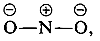 ⊖ ⊕ ⊖
O—N—O,